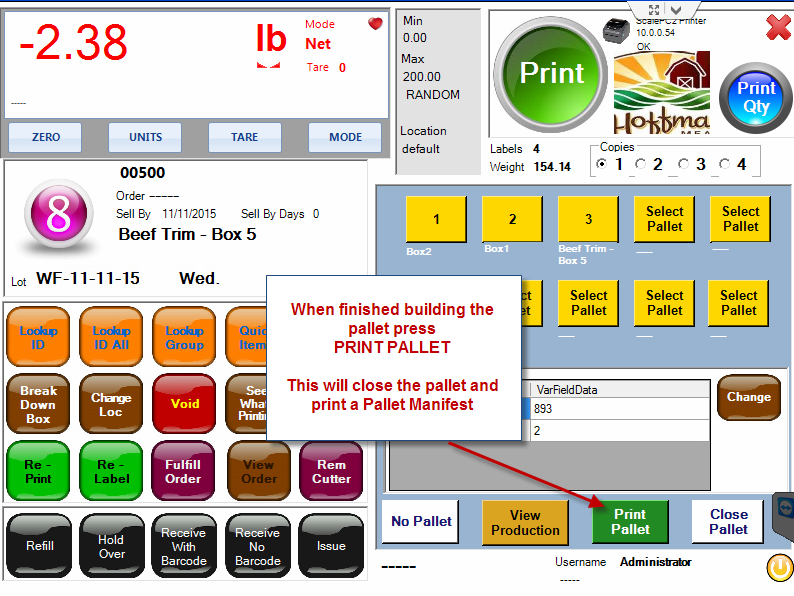 -2.38
lb
Mode
Net
Tare 0
-----
ZERO
UNITS
TARE
MODE
Min
0.00
Max
200.00
RANDOM
Location
default
Print
ScalePC2 Printer
10.0.0.54
OK
Hoffma
Print
Qty
Labels 4
Weight 154.14
Copies
1 2 3 4
8
00500
Order -----
Sell By 11/11/2015 Sell By Days 0
Beef Trim - Box 5
Lot WF-11-11-15 Wed.
1
Box2
2
Box1
3
Beef Trim -
Box 5
Select
Pallet
Select
Pallet
Select
Pallet
Select
Pallet
Select
Pallet
When finished building the
pallet press
PRINT PALLET
This will close the pallet and
print a Pallet Manifest
Lookup
ID
Lookup
ID All
Lookup
Group
Break
Down
Box
Change
Loc
Void
See
Re -
Print
Re -
Label
Fulfill
Order
View
Order
Rem
Cutter
Refill
Hold
Over
Receive
With
Barcode
Receive
No
Barcode
Issue
VarFieldData
893
2
Change
No Pallet
View
Production
Print
Pallet
Close
Pallet
-----
Username Administrator
-----